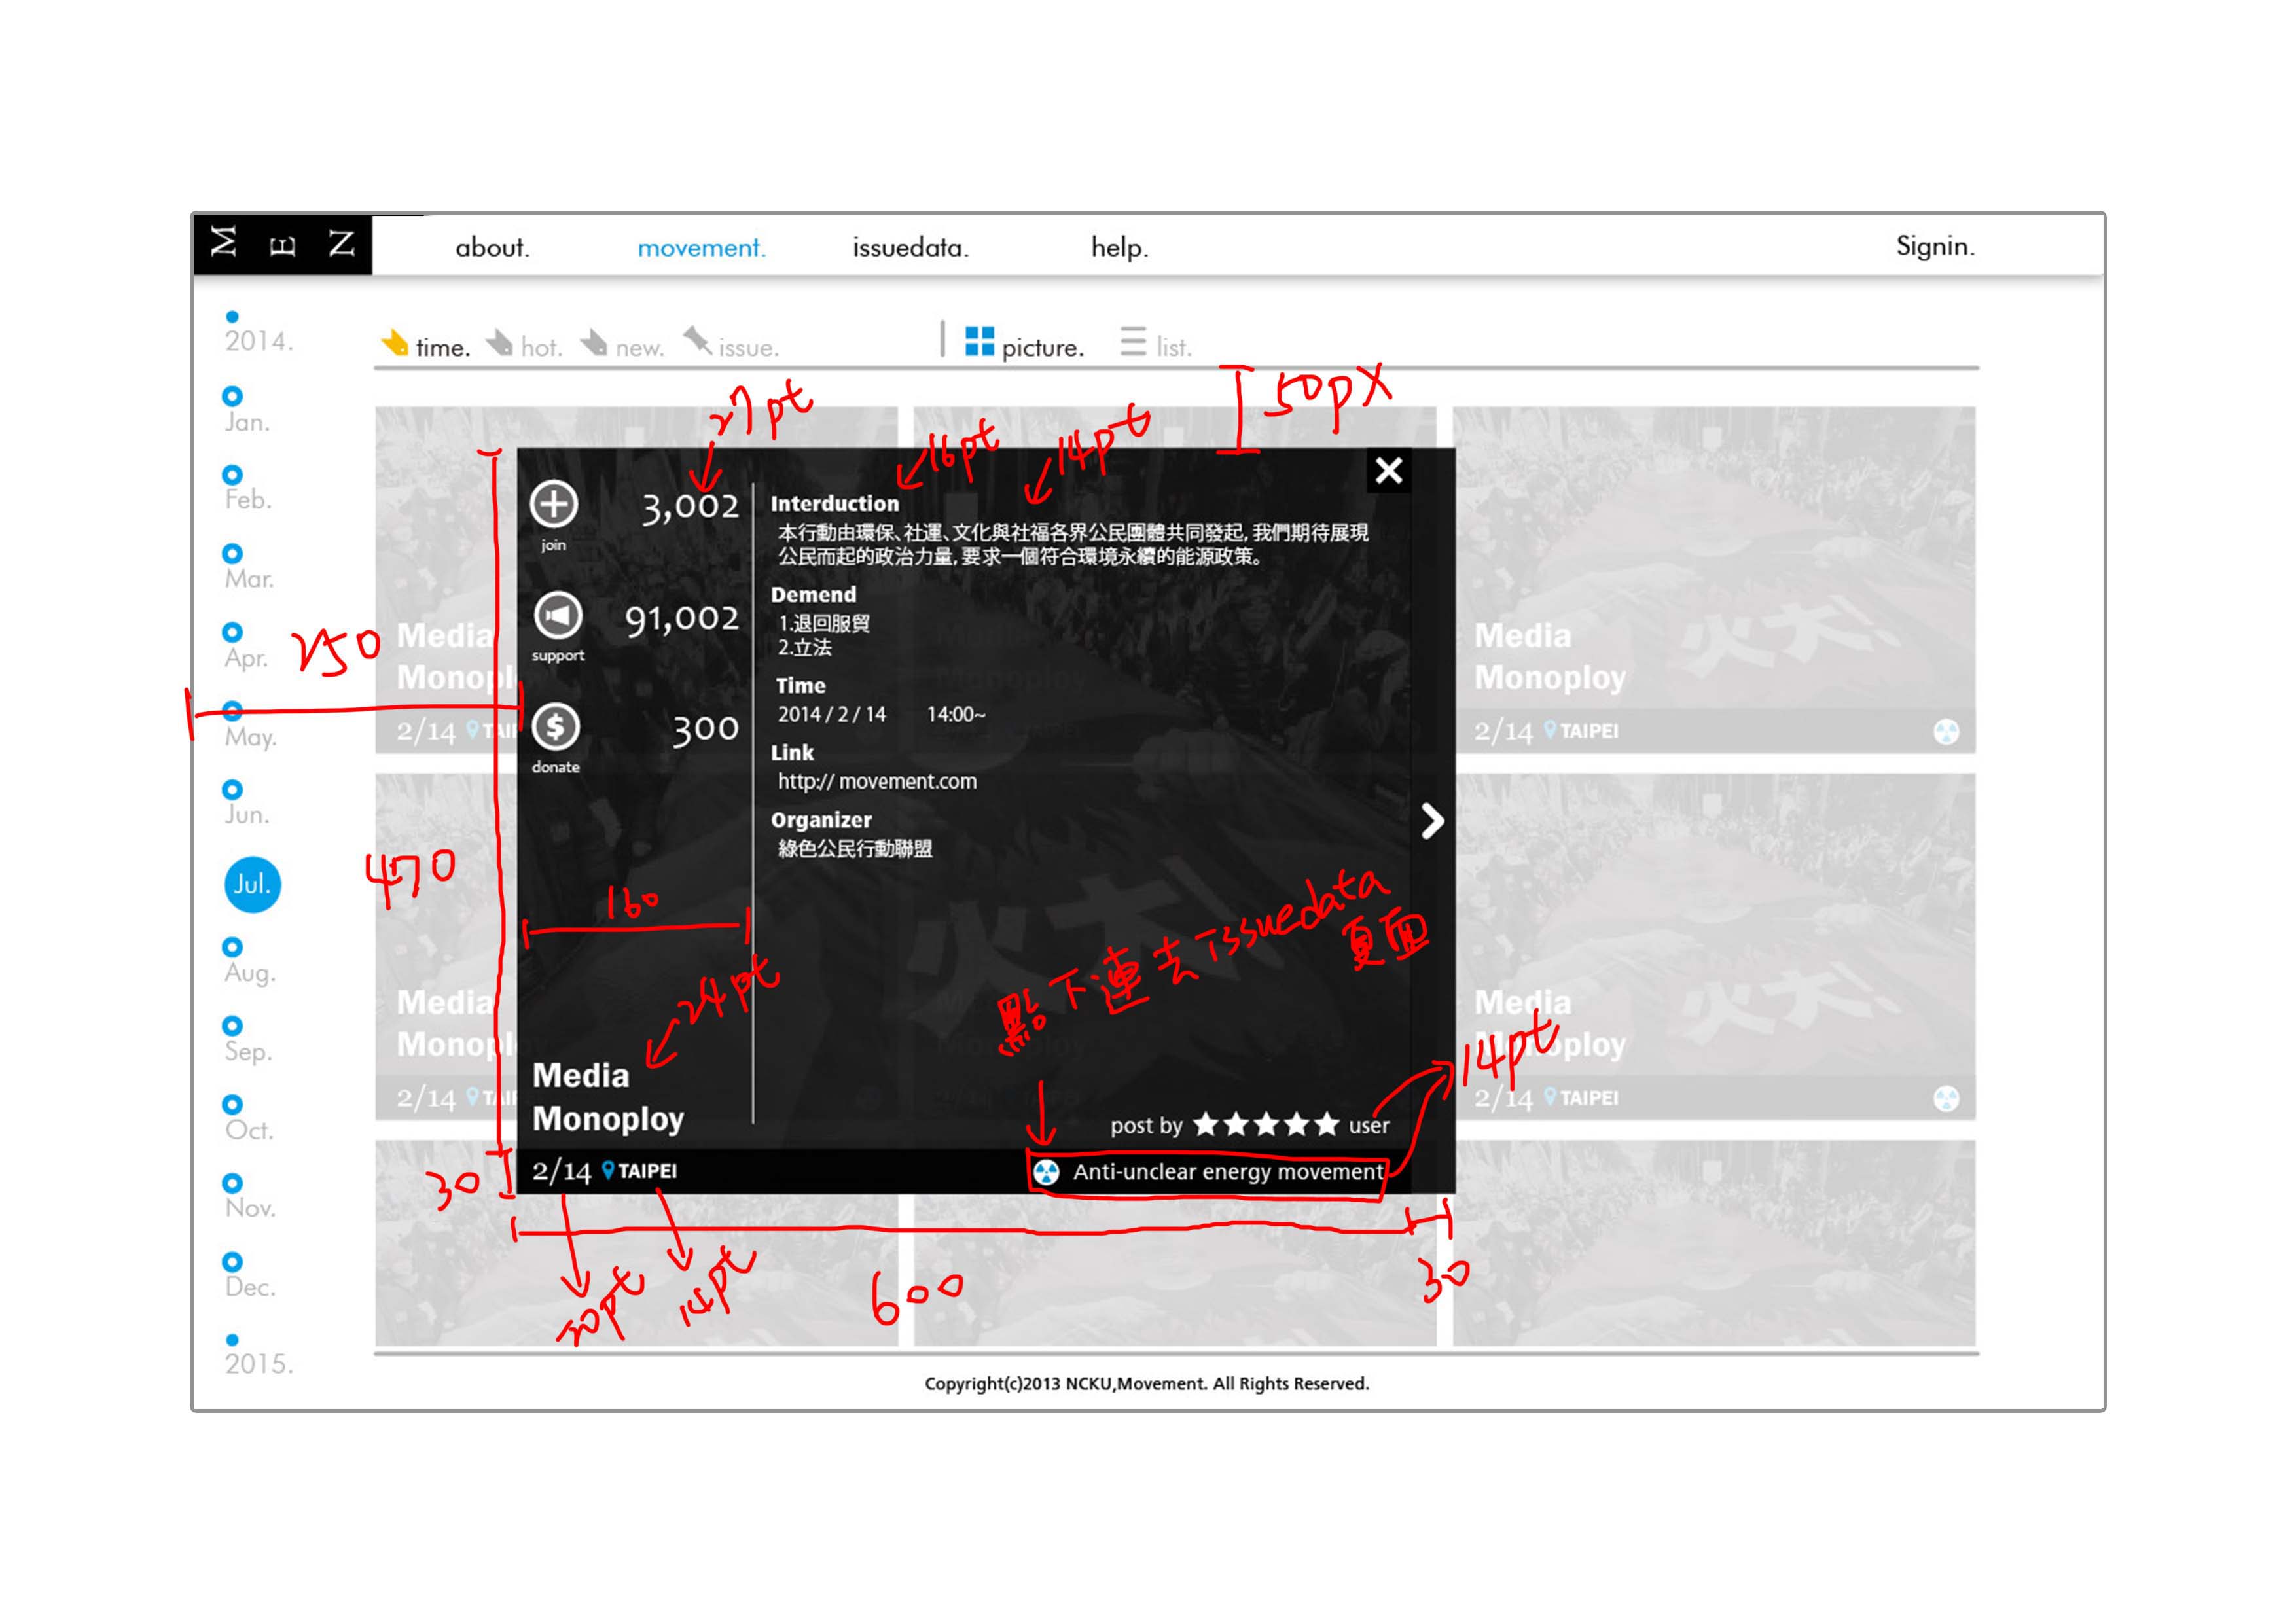 M E N
about. movement. issuedata. help. Signin.
2014.
Jan.
Feb.
Mar.
Apr.
May.
Jun.
Jul.
Aug.
Sep.
Oct.
Nov.
Dec.
2015.
time. hot. new. issue. picture. list.
50px
27pt
16pt
14pt
3,002
join
91,002
support
300
donate
Interduction
本行動由環保、社運、文化與社福各界公民團體共同發起, 我們期待展現
公民而起的政治力量, 要求一個符合環境永續的能源政策。
Demend
1.退回服貿
2.立法
Time
2014 / 2 / 14 14:00~
Link
http:// movement.com
Organizer
綠色公民行動聯盟
250
470
160
24pt
點下連去issuedata
頁面
14pt
Media
Monoploy
post by user
2/14 TAIPEI
Anti-unclear energy movement
30
20pt
14pt
600
30
Media
Monopl
2/14 TAIP
Media
Monoploy
2/14 TAIPEI
Media
Monopl
2/14 TAIP
Media
Monoploy
2/14 TAIPEI
Copyright(c)2013 NCKU,Movement. All Rights Reserved.